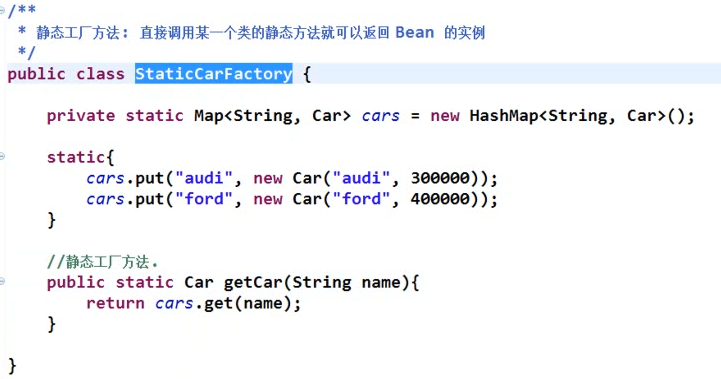 /**
 * 静态工厂方法: 直接调用某一个类的静态方法就可以返回 Bean 的实例
 */
public class StaticCarFactory {
    private static Map<String, Car> cars = new HashMap<String, Car>();
    static{
        cars.put("audi", new Car("audi", 300000));
        cars.put("ford", new Car("ford", 400000));
    }
    //静态工厂方法.
    public static Car getCar(String name){
        return cars.get(name);
    }
}